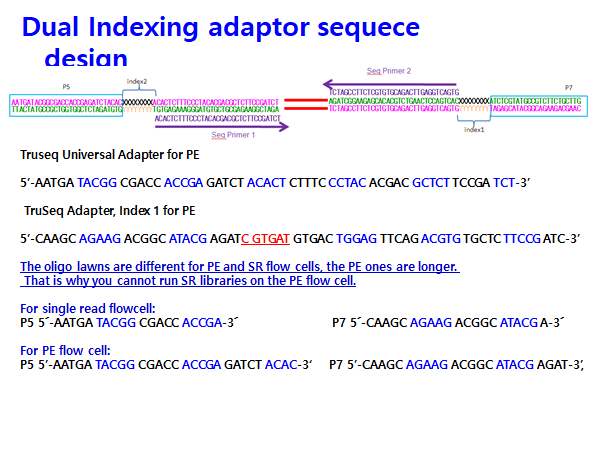 Dual Indexing adaptor sequece
design
Seq Primer 2
P5
Index2
TCTAGCCTTCTCGTGTGCAGACTTGAGGTCAGTG
P7
AATGATACGGCGACCACCGAGATCTACACXXXXXXXXACACTCTTTCCCTACACGACGCTCTTCCGATCT
AGATCGGAAGAGCACACGTCTGAACTCCAGTCACXXXXXXXXATCTCGTATGCCGTCTTCTGCTTG
TTACTATGCCGCTGGTGGCTCTAGATGTGYYYYYYYYTGTGAGAAAGGGATGTGCTGCGAGAAGGCTAGA
TCTAGCCTTCTCGTGTGCAGACTTGAGGTCAGTGYYYYYYYYTAGAGCATACGGCAGAAGACGAAC
ACACTCTTTCCCTACACGACGCTCTTCCGATCT
Index1
Seq Primer 1
Truseq Universal Adapter for PE
5’-AATGA TACGG CGACC ACCGA GATCT ACACT CTTTC CCTAC ACGAC GCTCT TCCGA TCT-3’
TruSeq Adapter, Index 1 for PE
5’-CAAGC AGAAG ACGGC ATACG AGATC GTGAT GTGAC TGGAG TTCAG ACGTG TGCTC TTCCG ATC-3’
The oligo lawns are different for PE and SR flow cells, the PE ones are longer.
That is why you cannot run SR libraries on the PE flow cell.
For single read flowcell:
P5 5´-AATGA TACGG CGACC ACCGA-3´ P7 5´-CAAGC AGAAG ACGGC ATACG A-3´
For PE flow cell:
P5 5’-AATGA TACGG CGACC ACCGA GATCT ACAC-3’ P7 5’-CAAGC AGAAG ACGGC ATACG AGAT-3’,